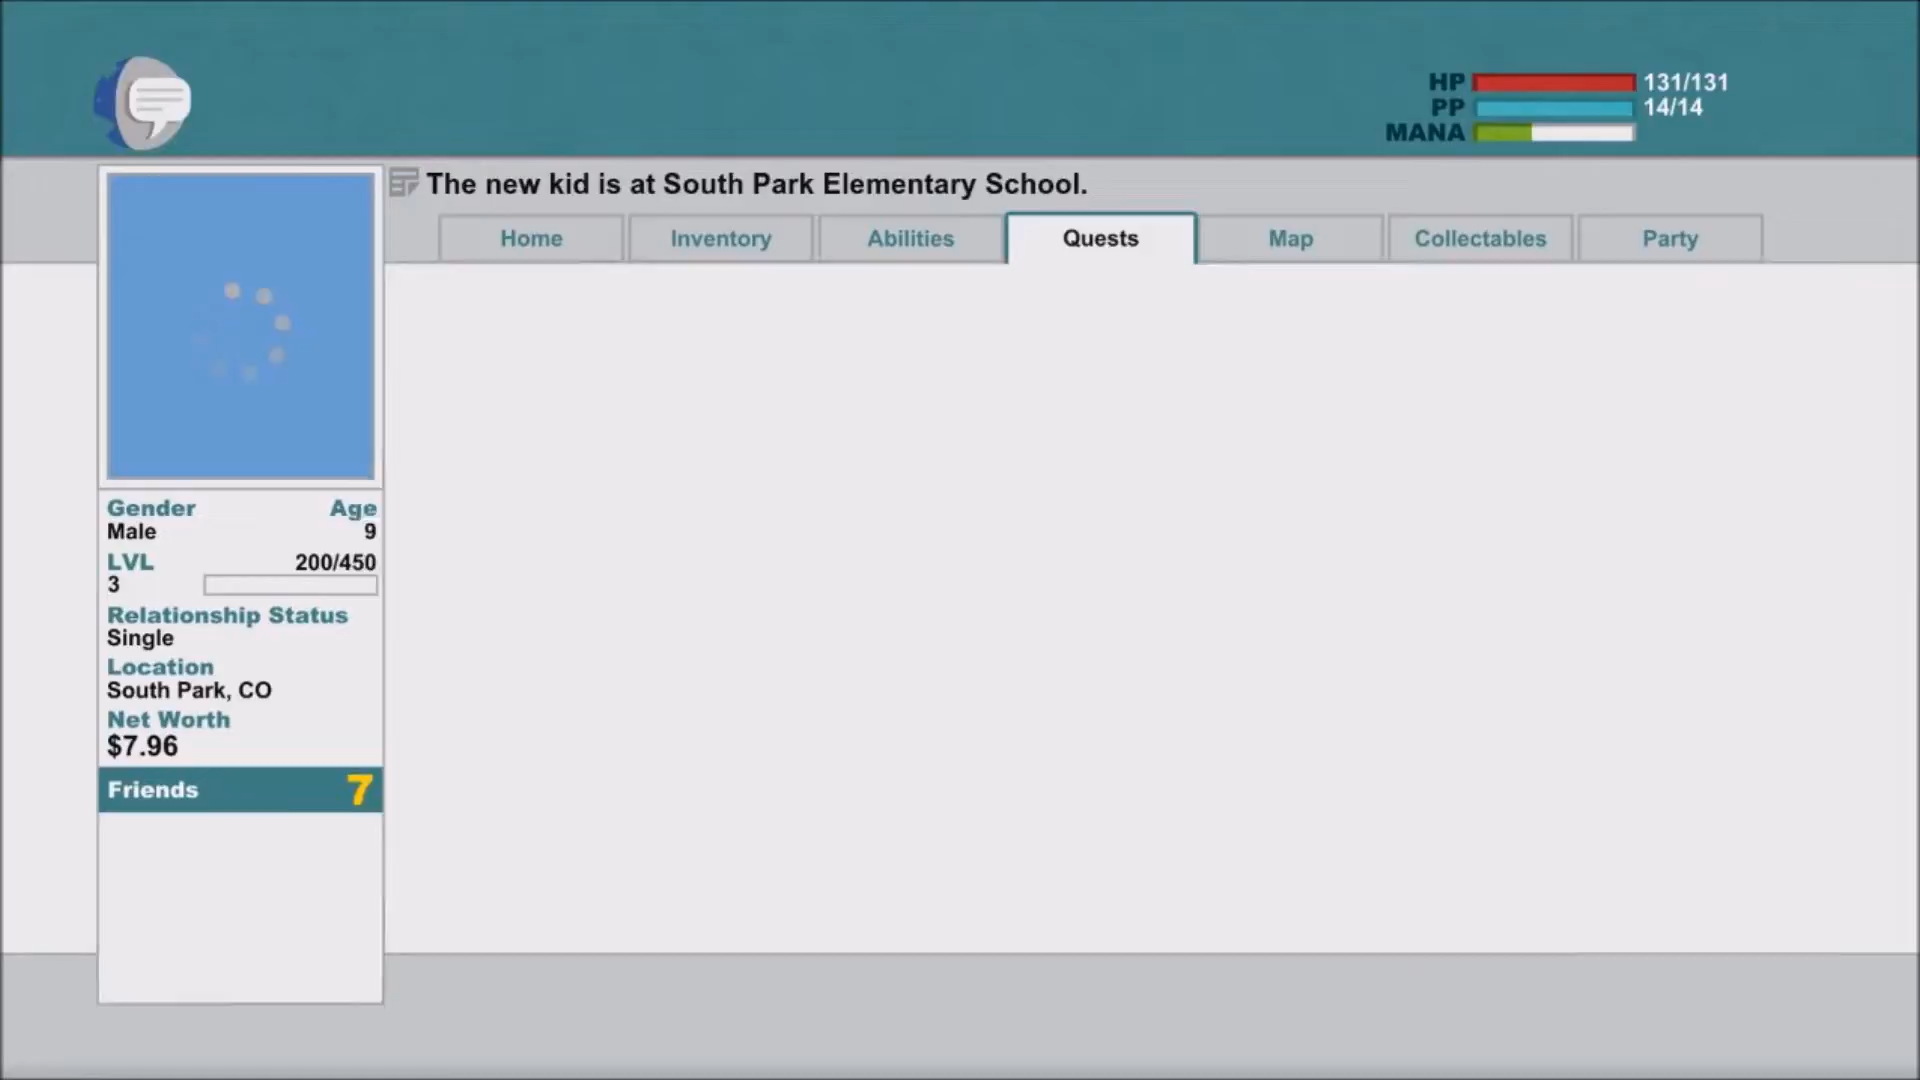 HP 131/131
PP 14/14
MANA
The new kid is at South Park Elementary School.
Home Inventory Abilities Quests Map Collectables Party
Gender Age
Male 9
LVL 200/450
3
Relationship Status
Single
Location
South Park, CO
Net Worth
$7.96
Friends 7